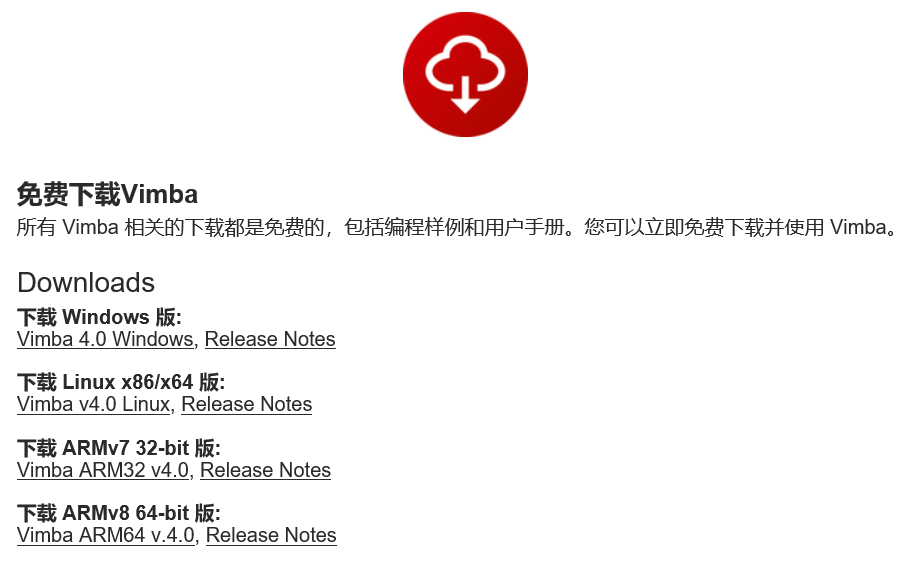 免费下载Vimba
所有 Vimba 相关的下载都是免费的，包括编程样例和用户手册。您可以立即免费下载并使用 Vimba。
Downloads
下载 Windows 版:
Vimba 4.0 Windows, Release Notes
下载 Linux x86/x64 版:
Vimba v4.0 Linux, Release Notes
下载 ARMv7 32-bit 版:
Vimba ARM32 v4.0, Release Notes
下载 ARMv8 64-bit 版:
Vimba ARM64 v.4.0, Release Notes